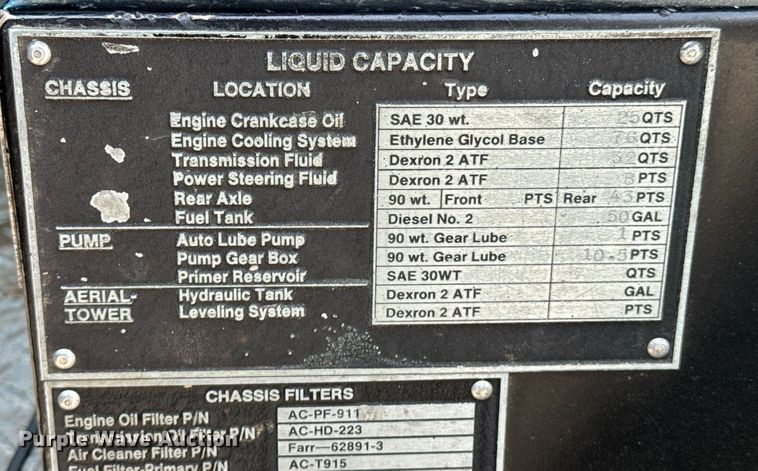 LIQUID CAPACITY
CHASSIS LOCATION Type Capacity
Engine Crankcase Oil SAE 30 wt. 25 QTS
Engine Cooling System Ethylene Glycol Base 76 QTS
Transmission Fluid Dexron 2 ATF 32 QTS
Power Steering Fluid Dexron 2 ATF 8 PTS
Rear Axle 90 wt. Front PTS Rear 43 PTS
Fuel Tank Diesel No. 2 50 GAL
PUMP Auto Lube Pump 90 wt. Gear Lube 1 PTS
Pump Gear Box 90 wt. Gear Lube 10.5 PTS
Primer Reservoir SAE 30WT QTS
AERIAL- Hydraulic Tank Dexron 2 ATF GAL
TOWER Leveling System Dexron 2 ATF PTS
CHASSIS FILTERS
Engine Oil Filter P/N AC-PF-911
Transmission Oil Filter P/N AC-HD-223
Purple Wave Auction
Air Cleaner Filter P/N Farr-62891-3
Fuel Filter-Primary P/N AC-T915